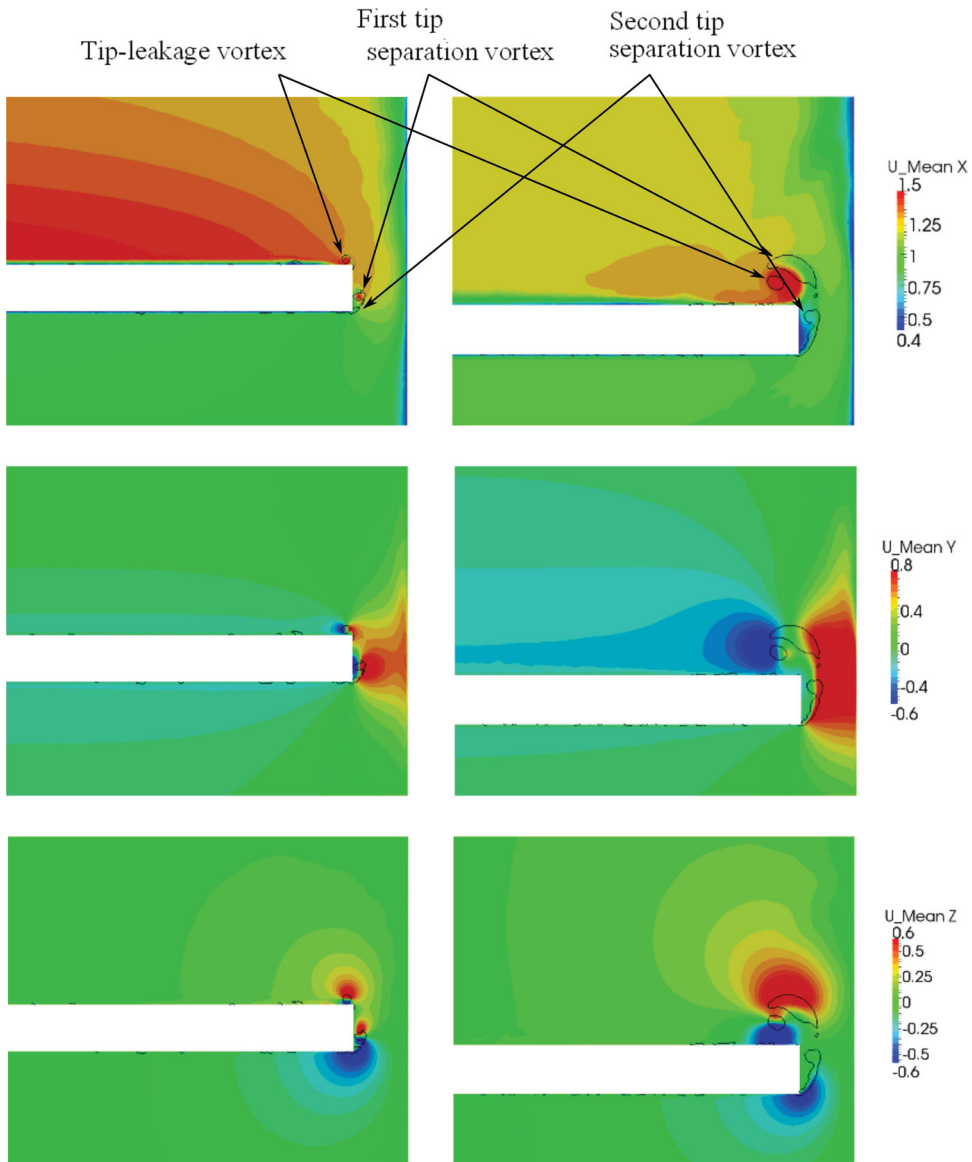 First tip
separation vortex
Second tip
separation vortex
Tip-leakage vortex
U_Mean X
1.5
1.25
1
0.75
0.5
0.4
U_Mean Y
0.8
0.4
0
-0.4
-0.6
U_Mean Z
0.6
0.25
0
-0.25
-0.5
-0.6